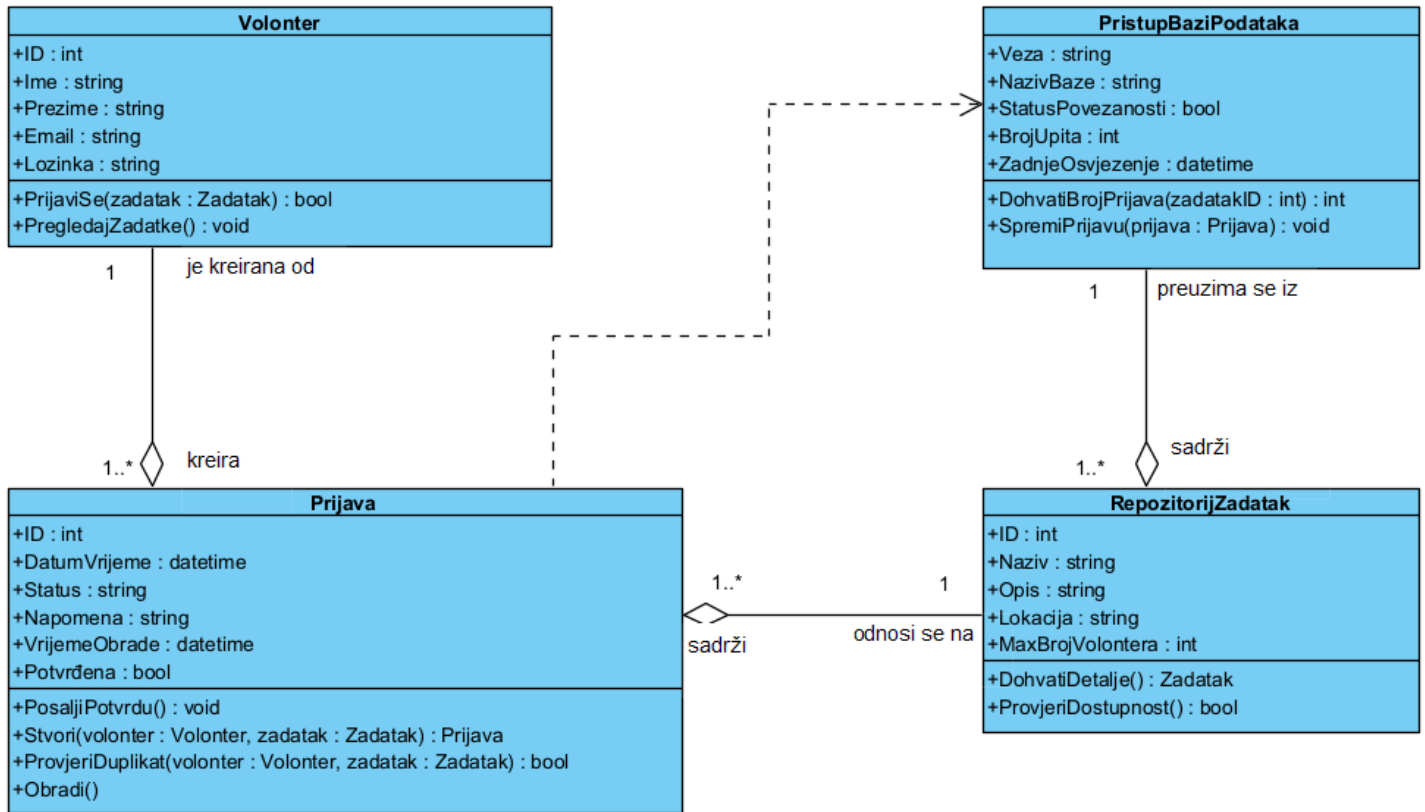 Volonter
+ID : int
+Ime : string
+Prezime : string
+Email : string
+Lozinka : string
+PrijaviSe(zadatak : Zadatak) : bool
+PregledajZadatke() : void
PristupBaziPodataka
+Veza : string
+NazivBaze : string
+StatusPovezanosti : bool
+BrojUpita : int
+ZadnjeOsvjezenje : datetime
+DohvatiBrojPrijava(zadatakID : int) : int
+SpremiPrijavu(prijava : Prijava) : void
1
je kreirana od
1
preuzima se iz
1..*
kreira
1..*
sadrži
Prijava
+ID : int
+DatumVrijeme : datetime
+Status : string
+Napomena : string
+VrijemeObrade : datetime
+Potvrđena : bool
+PosaljiPotvrdu() : void
+Stvori(volonter : Volonter, zadatak : Zadatak) : Prijava
+ProvjeriDuplikat(volonter : Volonter, zadatak : Zadatak) : bool
+Obradi()
1..*
1
sadrži
odnosi se na
RepozitorijZadatak
+ID : int
+Naziv : string
+Opis : string
+Lokacija : string
+MaxBrojVolontera : int
+DohvatiDetalje() : Zadatak
+ProvjeriDostupnost() : bool